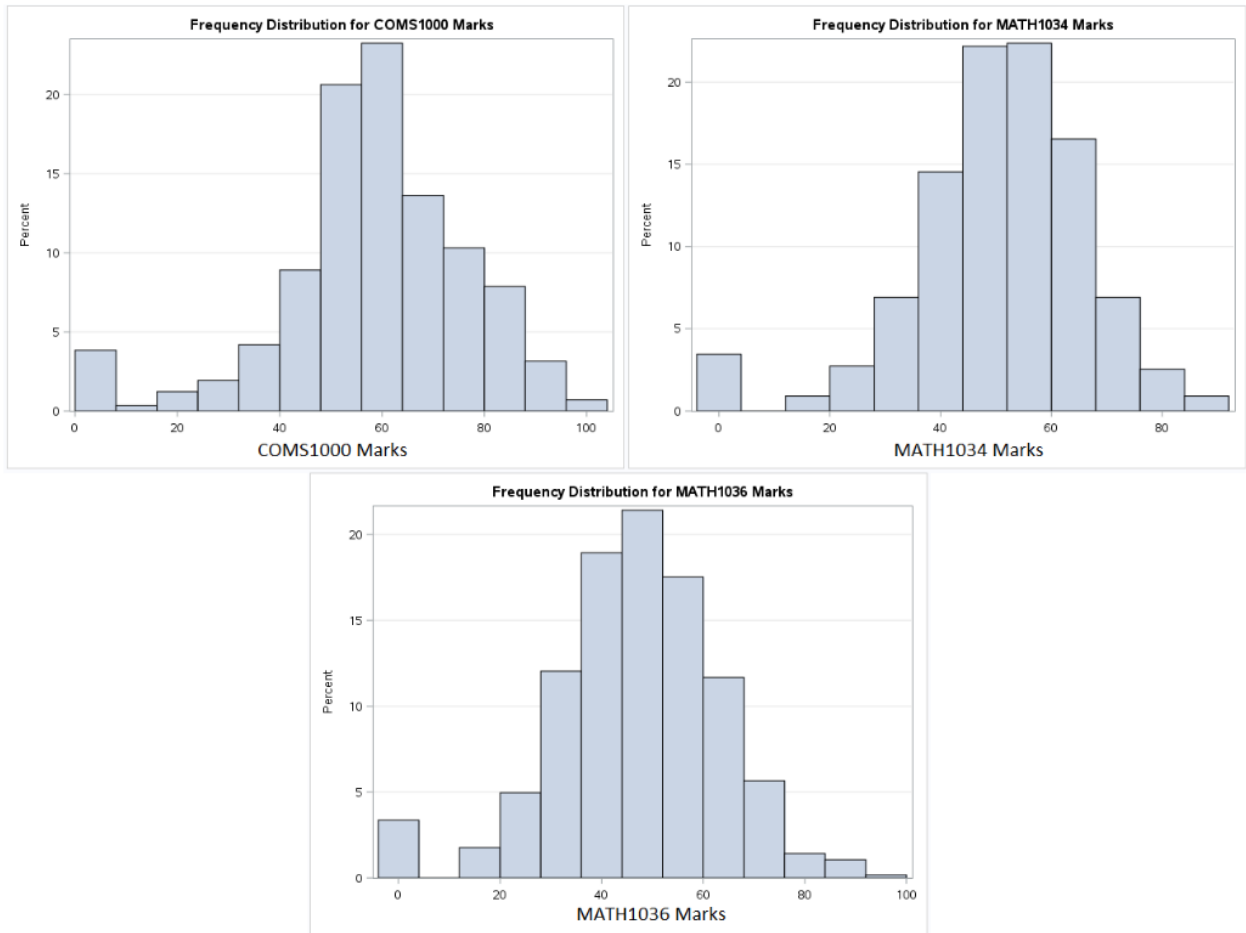 Frequency Distribution for COMS1000 Marks
Percent
20
15
10
5
0
0 20 40 60 80 100
COMS1000 Marks
Frequency Distribution for MATH1034 Marks
Percent
20
15
10
5
0
0 20 40 60 80
MATH1034 Marks
Frequency Distribution for MATH1036 Marks
Percent
20
15
10
5
0
0 20 40 60 80 100
MATH1036 Marks